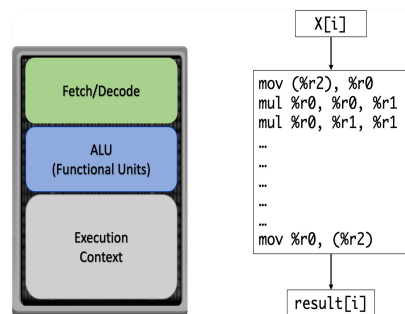 Fetch/Decode
ALU
(Functional Units)
Execution
Context
X[i]
mov (%r2), %r0
mul %r0, %r0, %r1
mul %r0, %r1, %r1
…
…
…
…
…
…
mov %r0, (%r2)
result[i]